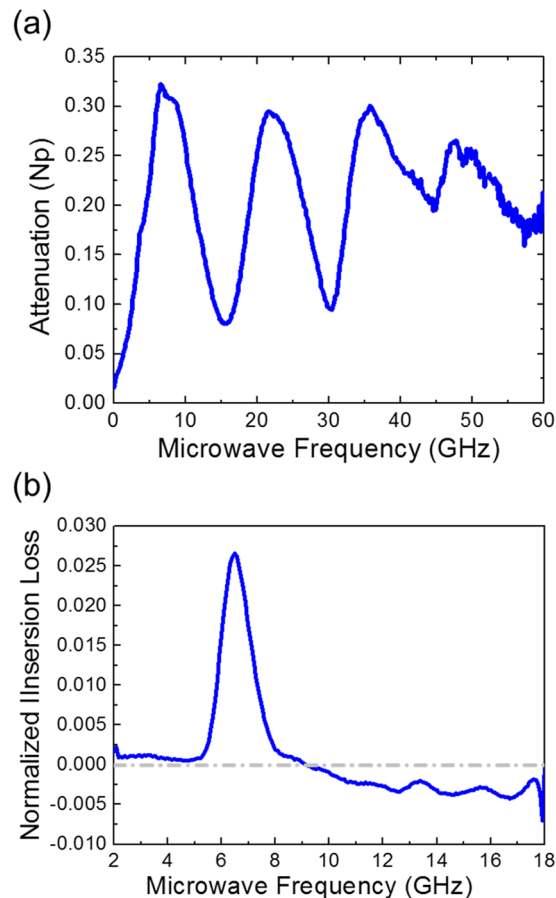 (a)
0.35
0.30
0.25
0.20
0.15
0.10
0.05
0.00
Attenuation (Np)
0 10 20 30 40 50 60
Microwave Frequency (GHz)
(b)
0.030
0.025
0.020
0.015
0.010
0.005
0.000
-0.005
-0.010
Normalized IInsersion Loss
2 4 6 8 10 12 14 16 18
Microwave Frequency (GHz)